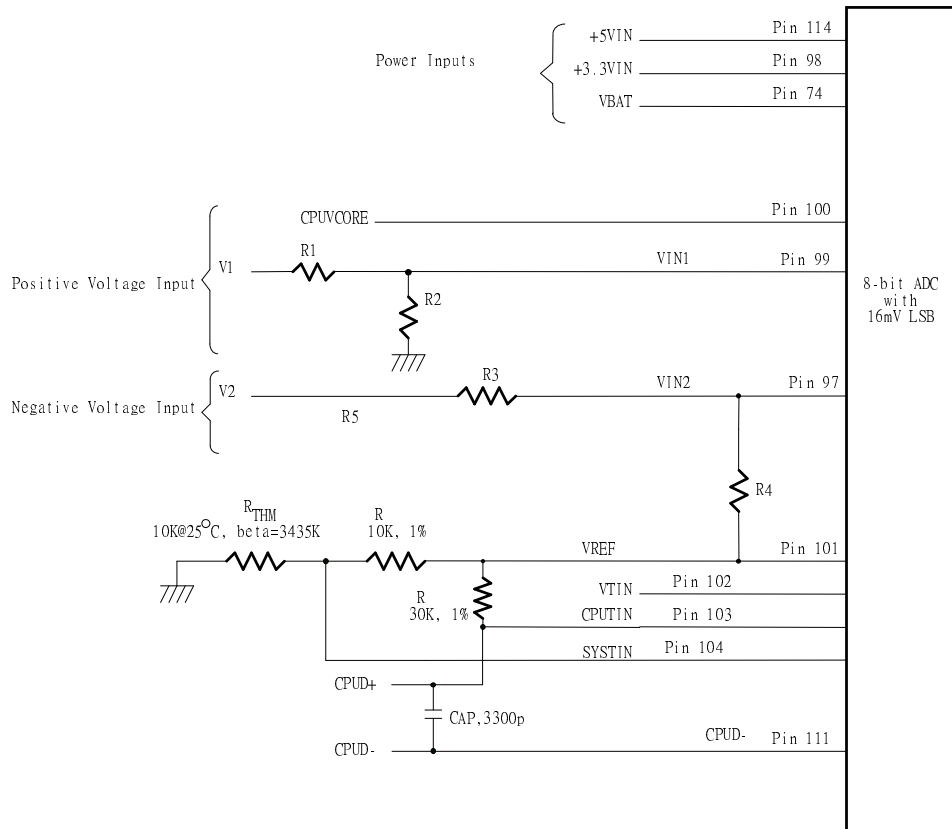 Power Inputs
+5VIN
Pin 114
+3.3VIN
Pin 98
VBAT
Pin 74
CPUVCORE
Pin 100
Positive Voltage Input
V1
R1
VIN1
Pin 99
R2
8-bit ADC
with
16mV LSB
Negative Voltage Input
V2
R3
VIN2
Pin 97
R5
R4
RTHM
10K@25°C, beta=3435K
R
10K, 1%
VREF
Pin 101
R
30K, 1%
VTIN
Pin 102
CPUTIN
Pin 103
SYSTIN
Pin 104
CPUD+
CAP,3300p
CPUD-
CPUD-
Pin 111